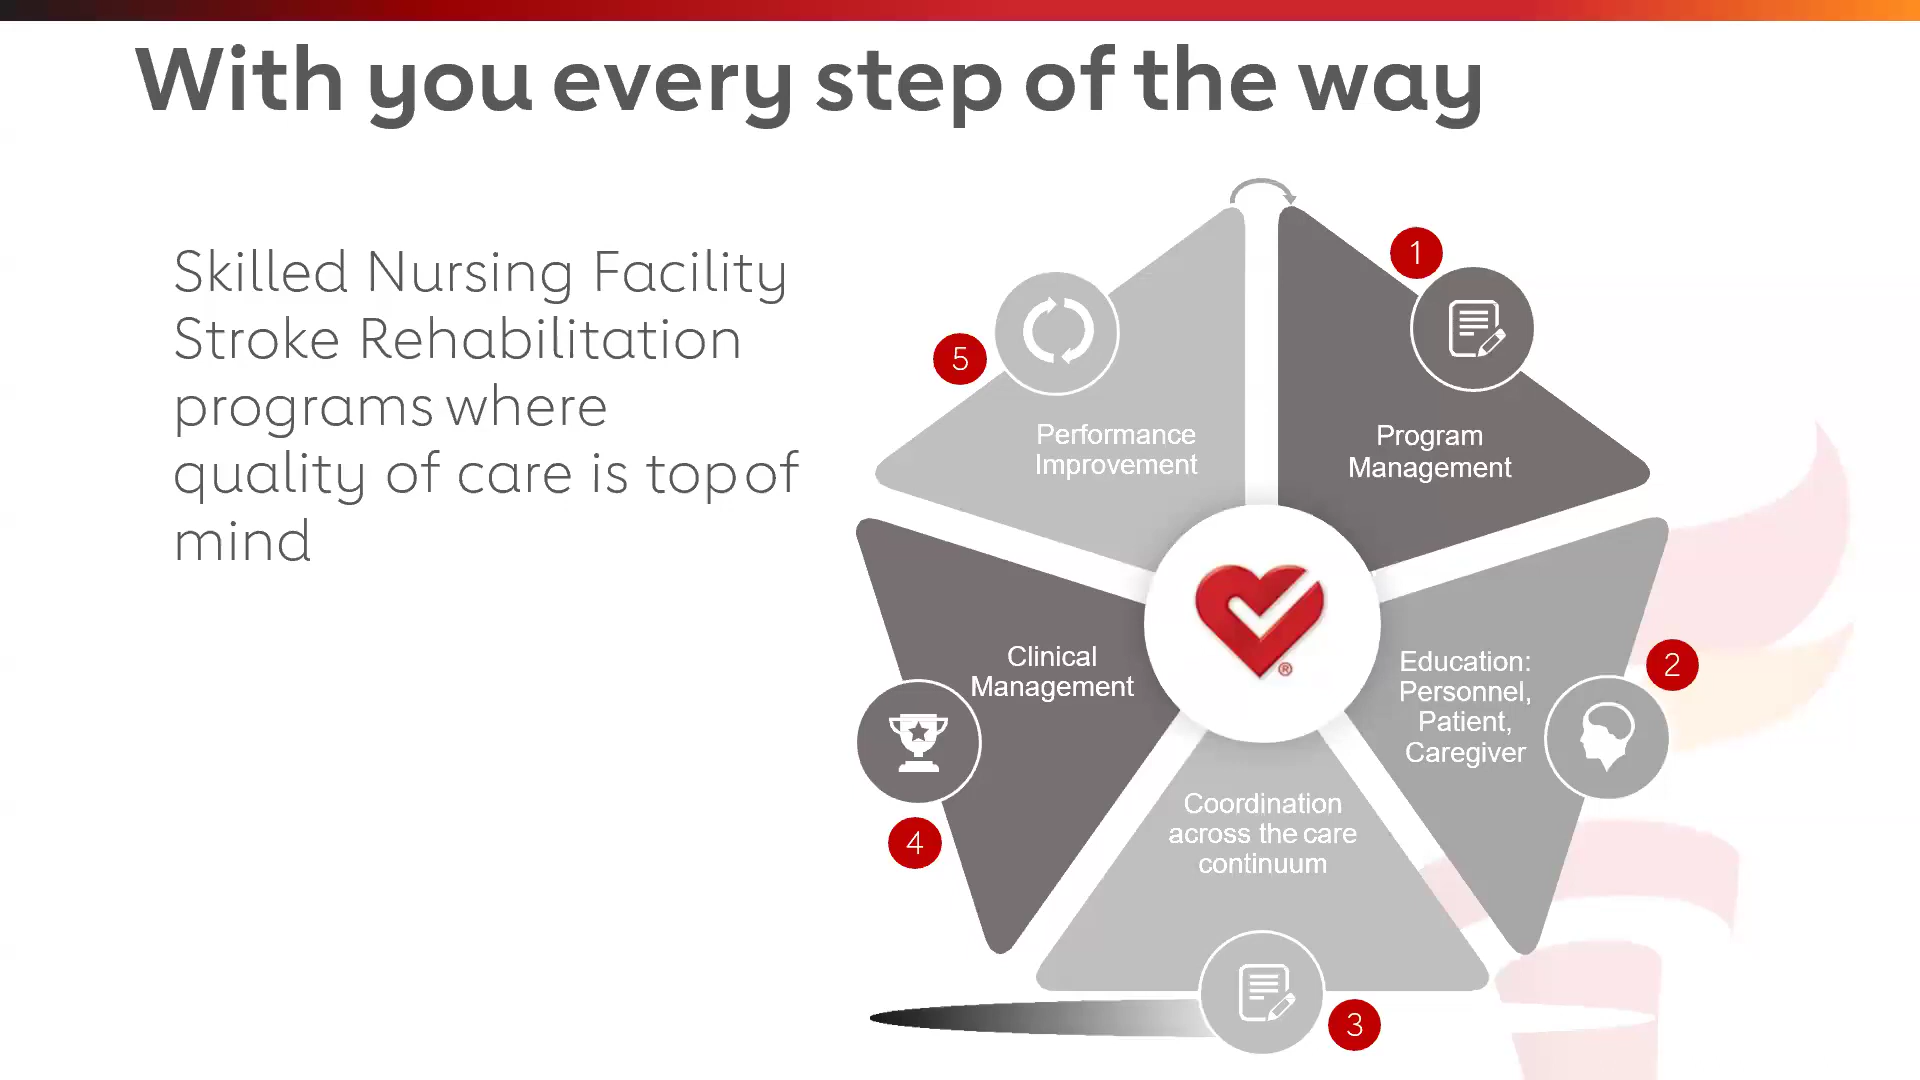 With you every step of the way
Skilled Nursing Facility
Stroke Rehabilitation
programs where
quality of care is top of
mind
1
Program
Management
2
Education:
Personnel,
Patient,
Caregiver
3
Coordination
across the care
continuum
4
Clinical
Management
5
Performance
Improvement
®